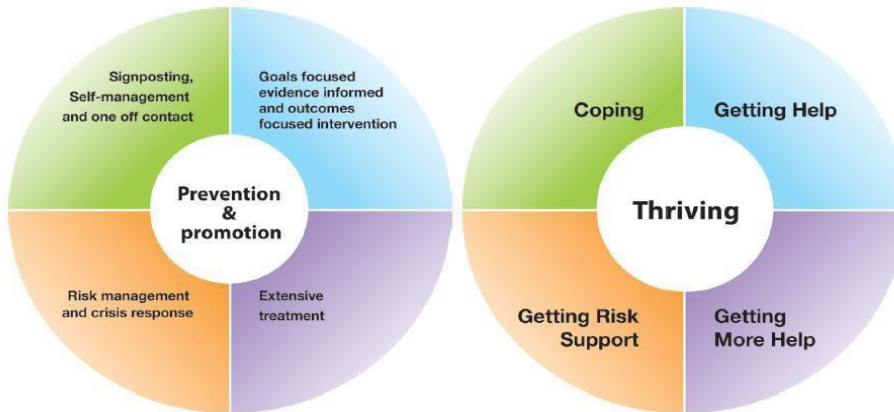 Signposting,
Self-management
and one off contact
Goals focused
evidence informed
and outcomes
focused intervention
Prevention
&
promotion
Risk management
and crisis response
Extensive
treatment
Coping
Getting Help
Thriving
Getting Risk
Support
Getting
More Help